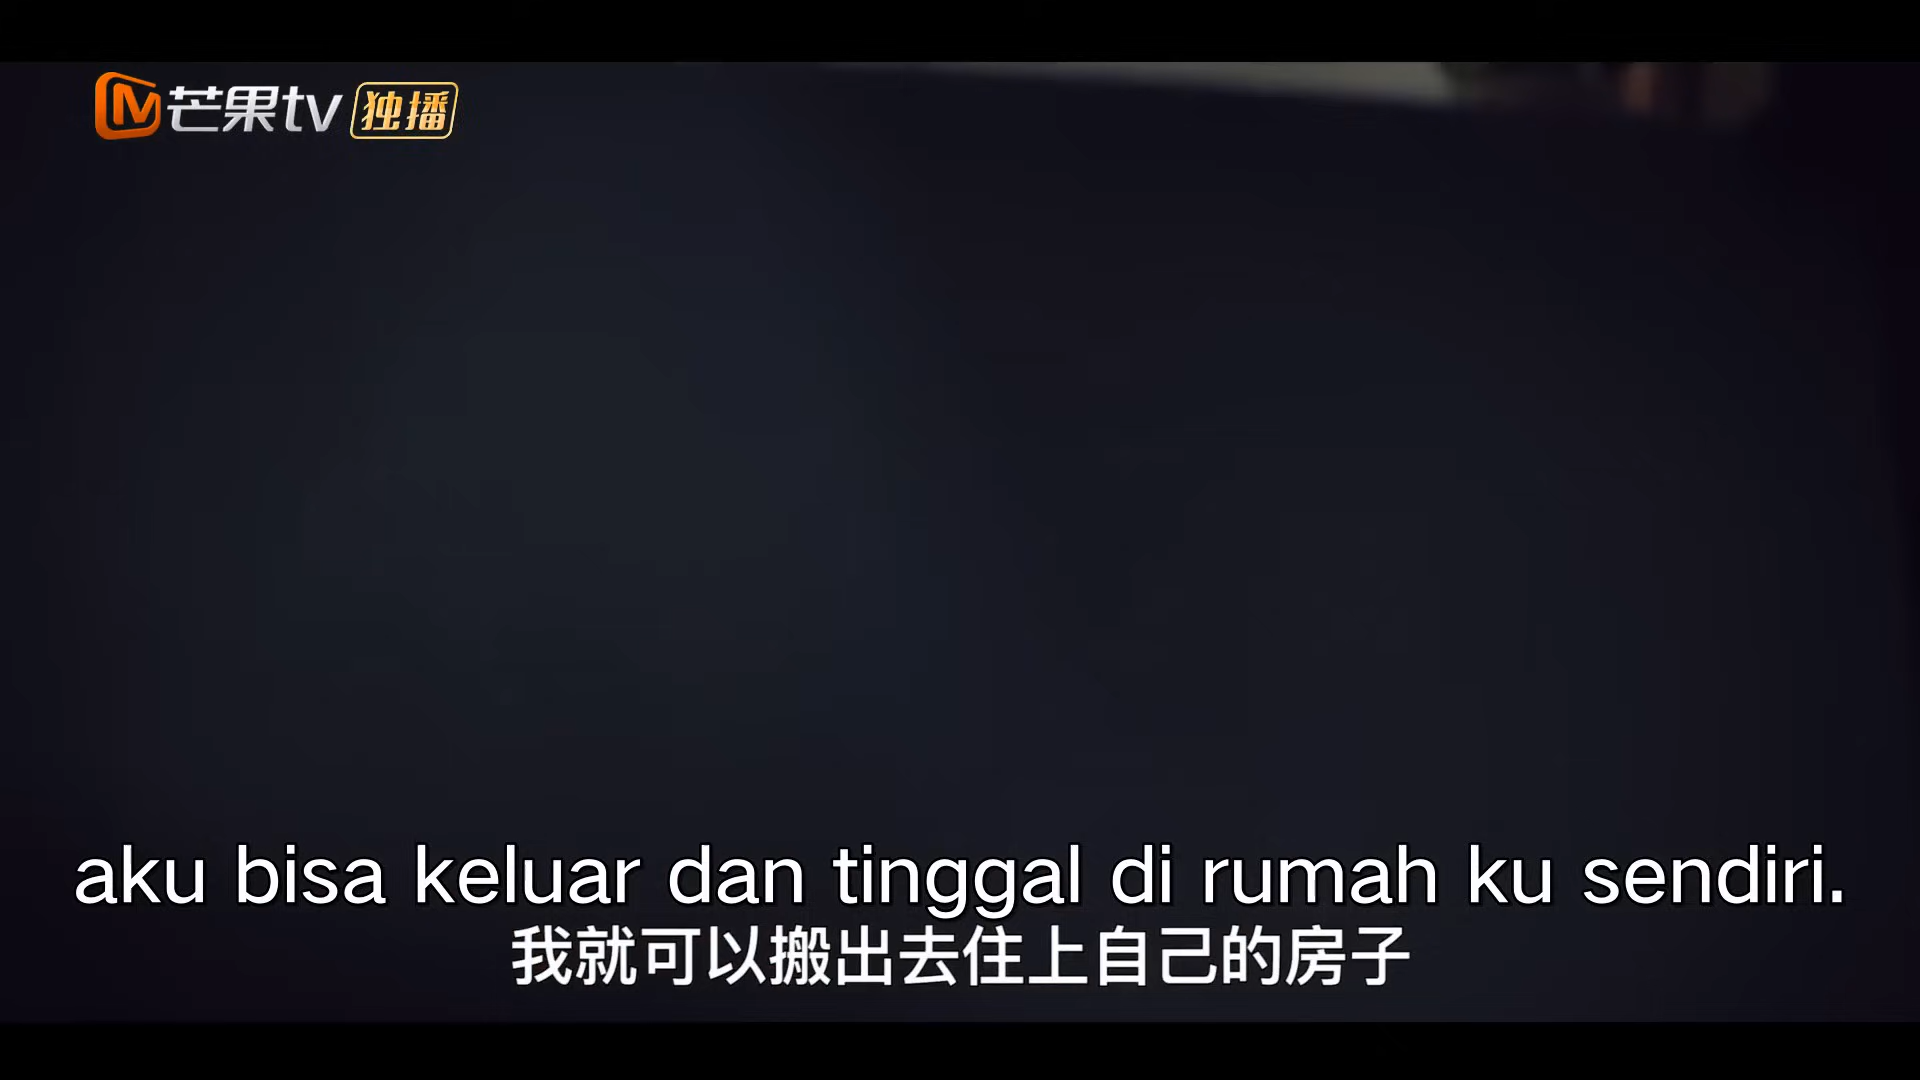 芒果tv 独播
aku bisa keluar dan tinggal di rumah ku sendiri.
我就可以搬出去住上自己的房子